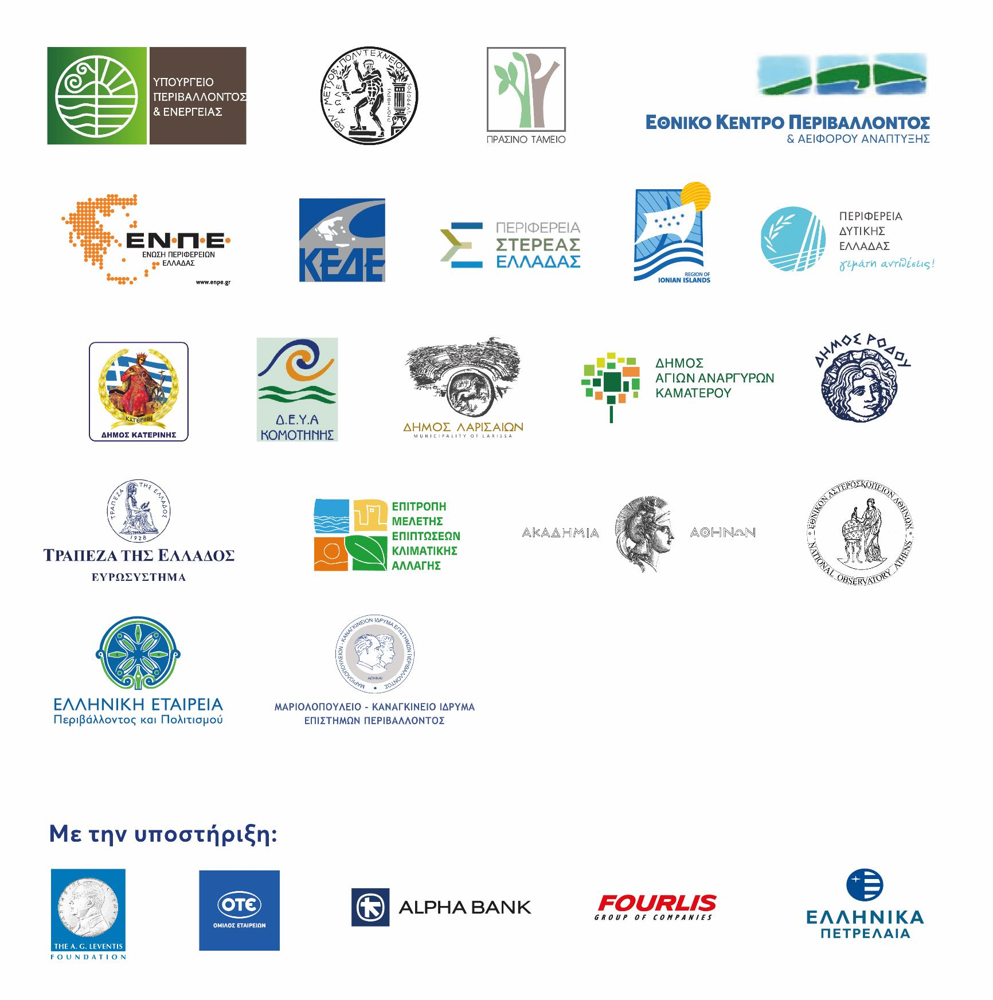 ΥΠΟΥΡΓΕΙΟ
ΠΕΡΙΒΑΛΛΟΝΤΟΣ
& ΕΝΕΡΓΕΙΑΣ
ΕΘΝ · ΜΕΤΣΟΒ · ΠΟΛΥΤΕΧΝΕΙΟΝ
ΠΡΟΜΗΘΕΥΣ
ΠΥΡΦΟΡΟΣ
ΠΡΑΣΙΝΟ ΤΑΜΕΙΟ
ΕΘΝΙΚΟ ΚΕΝΤΡΟ ΠΕΡΙΒΑΛΛΟΝΤΟΣ
& ΑΕΙΦΟΡΟΥ ΑΝΑΠΤΥΞΗΣ
ΕΝ·Π·Ε·
ΕΝΩΣΗ ΠΕΡΙΦΕΡΕΙΩΝ
ΕΛΛΑΔΑΣ
www.enpe.gr
ΚΕΔΕ
ΠΕΡΙΦΕΡΕΙΑ
ΣΤΕΡΕΑΣ
ΕΛΛΑΔΑΣ
REGION OF
IONIAN ISLANDS
ΠΕΡΙΦΕΡΕΙΑ
ΔΥΤΙΚΗΣ
ΕΛΛΑΔΑΣ
γεμάτη αντιθέσεις!
ΚΑΤΕΡΙΝΗ
ΔΗΜΟΣ ΚΑΤΕΡΙΝΗΣ
Δ.Ε.Υ.Α
ΚΟΜΟΤΗΝΗΣ
ΔΗΜΟΣ ΛΑΡΙΣΑΙΩΝ
MUNICIPALITY OF LARISSA
ΔΗΜΟΣ
ΑΓΙΩΝ ΑΝΑΡΓΥΡΩΝ
ΚΑΜΑΤΕΡΟΥ
ΔΗΜΟΣ ΡΟΔΟΥ
ΤΡΑΠΕΖΑ ΤΗΣ ΕΛΛΑΔΟΣ
1928
ΤΡΑΠΕΖΑ ΤΗΣ ΕΛΛΑΔΟΣ
ΕΥΡΩΣΥΣΤΗΜΑ
ΕΠΙΤΡΟΠΗ
ΜΕΛΕΤΗΣ
ΕΠΙΠΤΩΣΕΩΝ
ΚΛΙΜΑΤΙΚΗΣ
ΑΛΛΑΓΗΣ
ΑΚΑΔΗΜΙΑ ΑΘΗΝΩΝ
* ΕΘΝΙΚΟΝ ΑΣΤΕΡΟΣΚΟΠΕΙΟΝ ΑΘΗΝΩΝ *
NATIONAL OBSERVATORY ATHENS
ΕΛΛΗΝΙΚΗ ΕΤΑΙΡΕΙΑ
Περιβάλλοντος και Πολιτισμού
ΜΑΡΙΟΛΟΠΟΥΛΕΙΟΝ - ΚΑΝΑΓΚΙΝΕΙΟΝ ΙΔΡΥΜΑ ΕΠΙΣΤΗΜΩΝ ΠΕΡΙΒΑΛΛΟΝΤΟΣ
ΑΘΗΝΑΙ
ΜΑΡΙΟΛΟΠΟΥΛΕΙΟ - ΚΑΝΑΓΚΙΝΕΙΟ ΙΔΡΥΜΑ
ΕΠΙΣΤΗΜΩΝ ΠΕΡΙΒΑΛΛΟΝΤΟΣ
Με την υποστήριξη:
THE A. G. LEVENTIS
FOUNDATION
ΟΤΕ
ΟΜΙΛΟΣ ΕΤΑΙΡΕΙΩΝ
ALPHA BANK
FOURLIS
GROUP OF COMPANIES
ΕΛΛΗΝΙΚΑ
ΠΕΤΡΕΛΑΙΑ